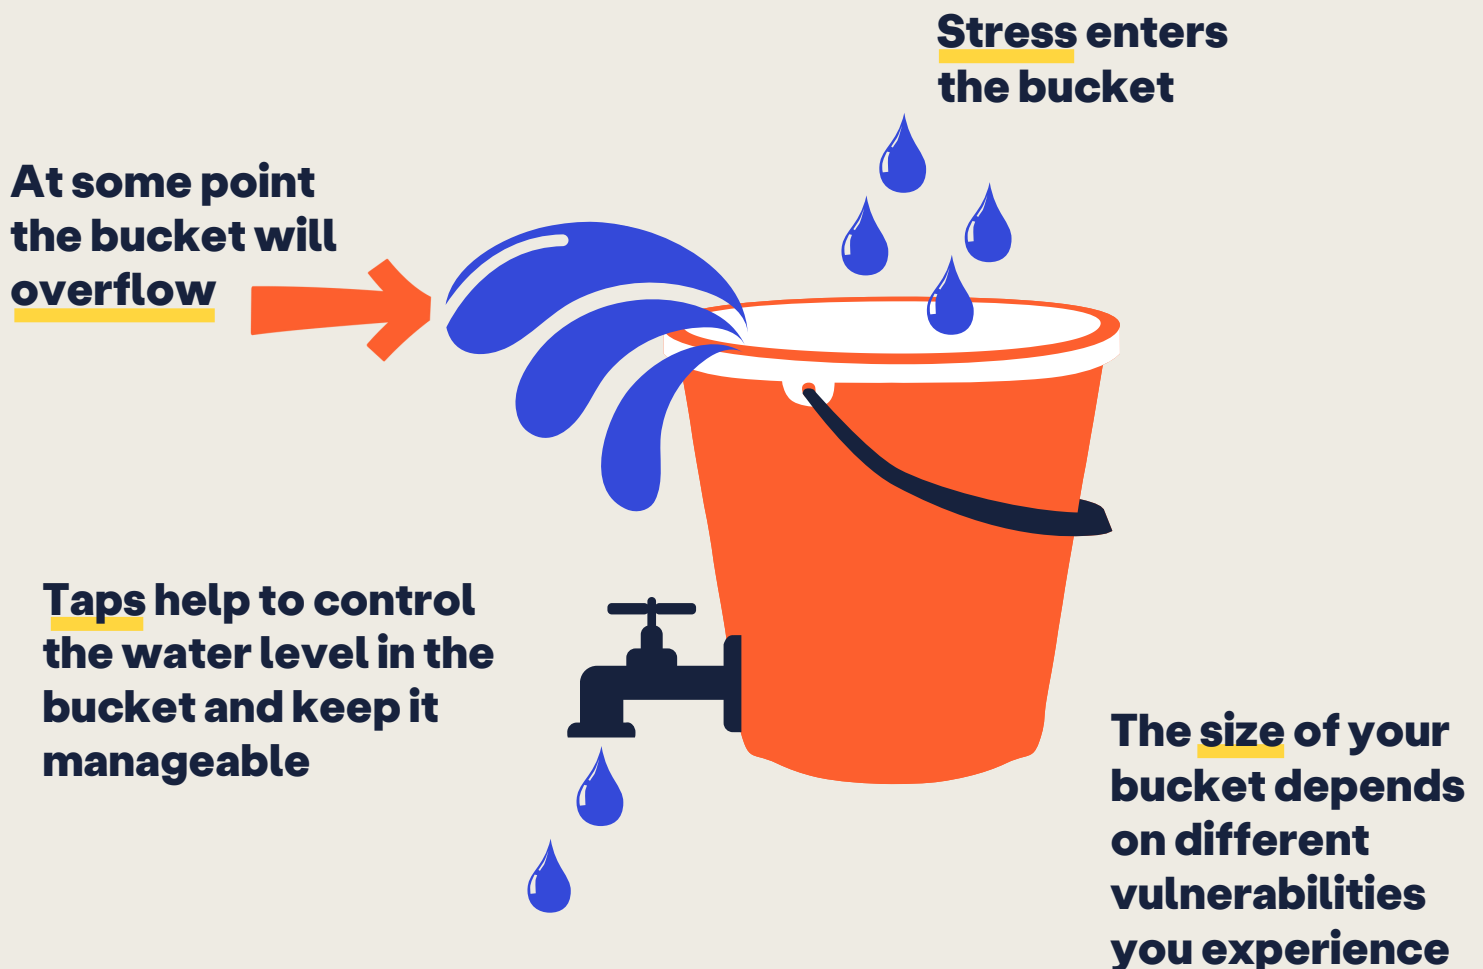 Stress enters
the bucket
At some point
the bucket will
overflow
Taps help to control
the water level in the
bucket and keep it
manageable
The size of your
bucket depends
on different
vulnerabilities
you experience